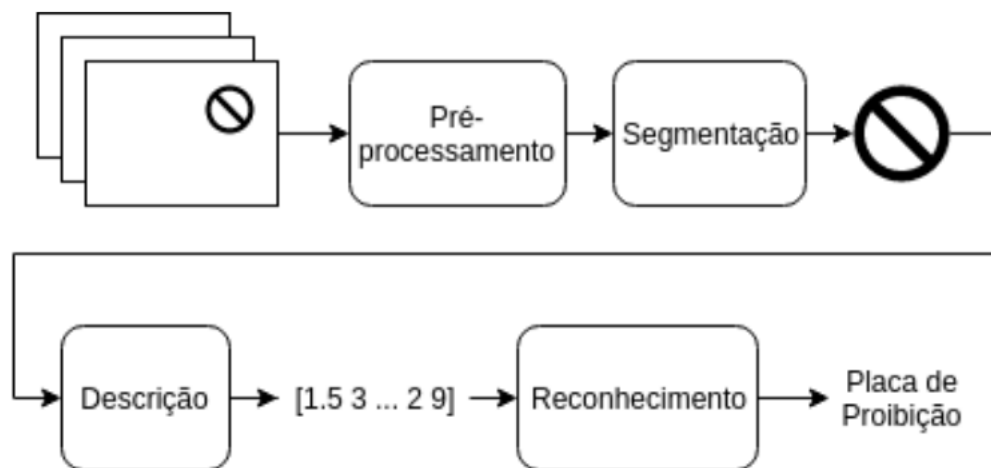 Pré-
processamento
Segmentação
Descrição
[1.5 3 ... 2 9]
Reconhecimento
Placa de
Proibição